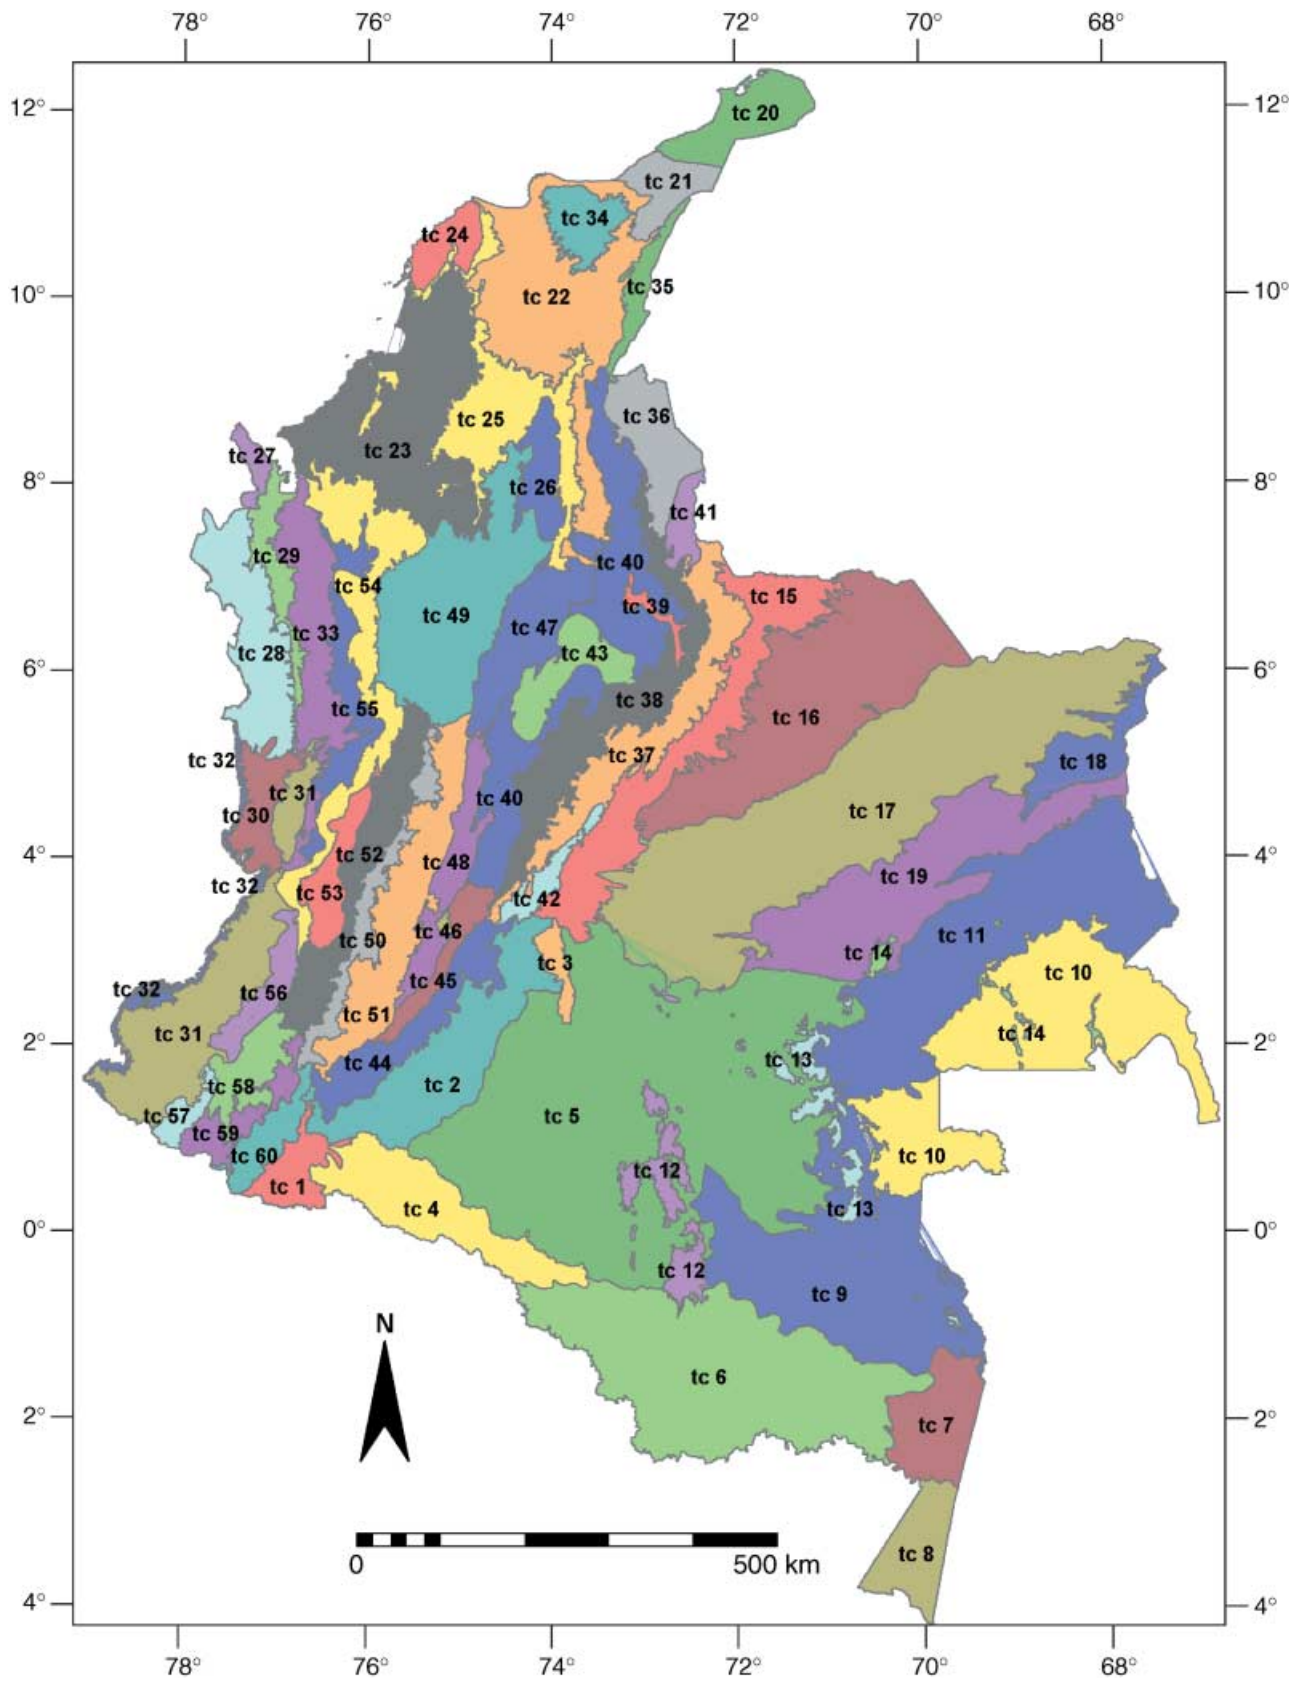 78° 76° 74° 72° 70° 68°
12° 12°
tc 20
tc 21
tc 34
tc 24
tc 35
10° tc 22 10°
tc 36
tc 25
tc 23
tc 27
8° tc 26 8°
tc 41
tc 29
tc 40
tc 54
tc 15
tc 39
tc 49
tc 47
tc 33
tc 28 tc 43
6° 6°
tc 38
tc 55
tc 16
tc 37
tc 32
tc 18
tc 31
tc 40
tc 30
tc 17
4° tc 52 tc 48 4°
tc 19
tc 32
tc 53
tc 42
tc 46
tc 50
tc 11
tc 14
tc 3
tc 10
tc 45
tc 32
tc 56
tc 51
tc 31 tc 14
2° 2°
tc 44
tc 13
tc 58 tc 2
tc 57 tc 5
tc 59
tc 60 tc 10
tc 12
tc 1
tc 4 tc 13
0° 0°
tc 12
tc 9
N
tc 6
2° tc 7 2°
tc 8
0 500 km
4° 4°
78° 76° 74° 72° 70° 68°